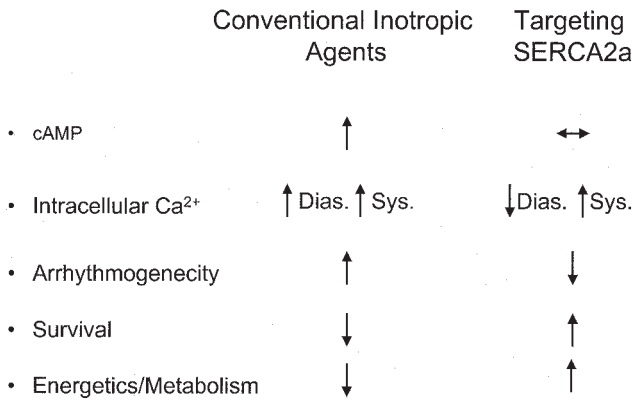 Conventional Inotropic Agents
Targeting SERCA2a
• cAMP ↑ ↔
• Intracellular Ca²⁺ ↑ Dias. ↑ Sys. ↓ Dias. ↑ Sys.
• Arrhythmogenecity ↑ ↓
• Survival ↓ ↑
• Energetics/Metabolism ↓ ↑